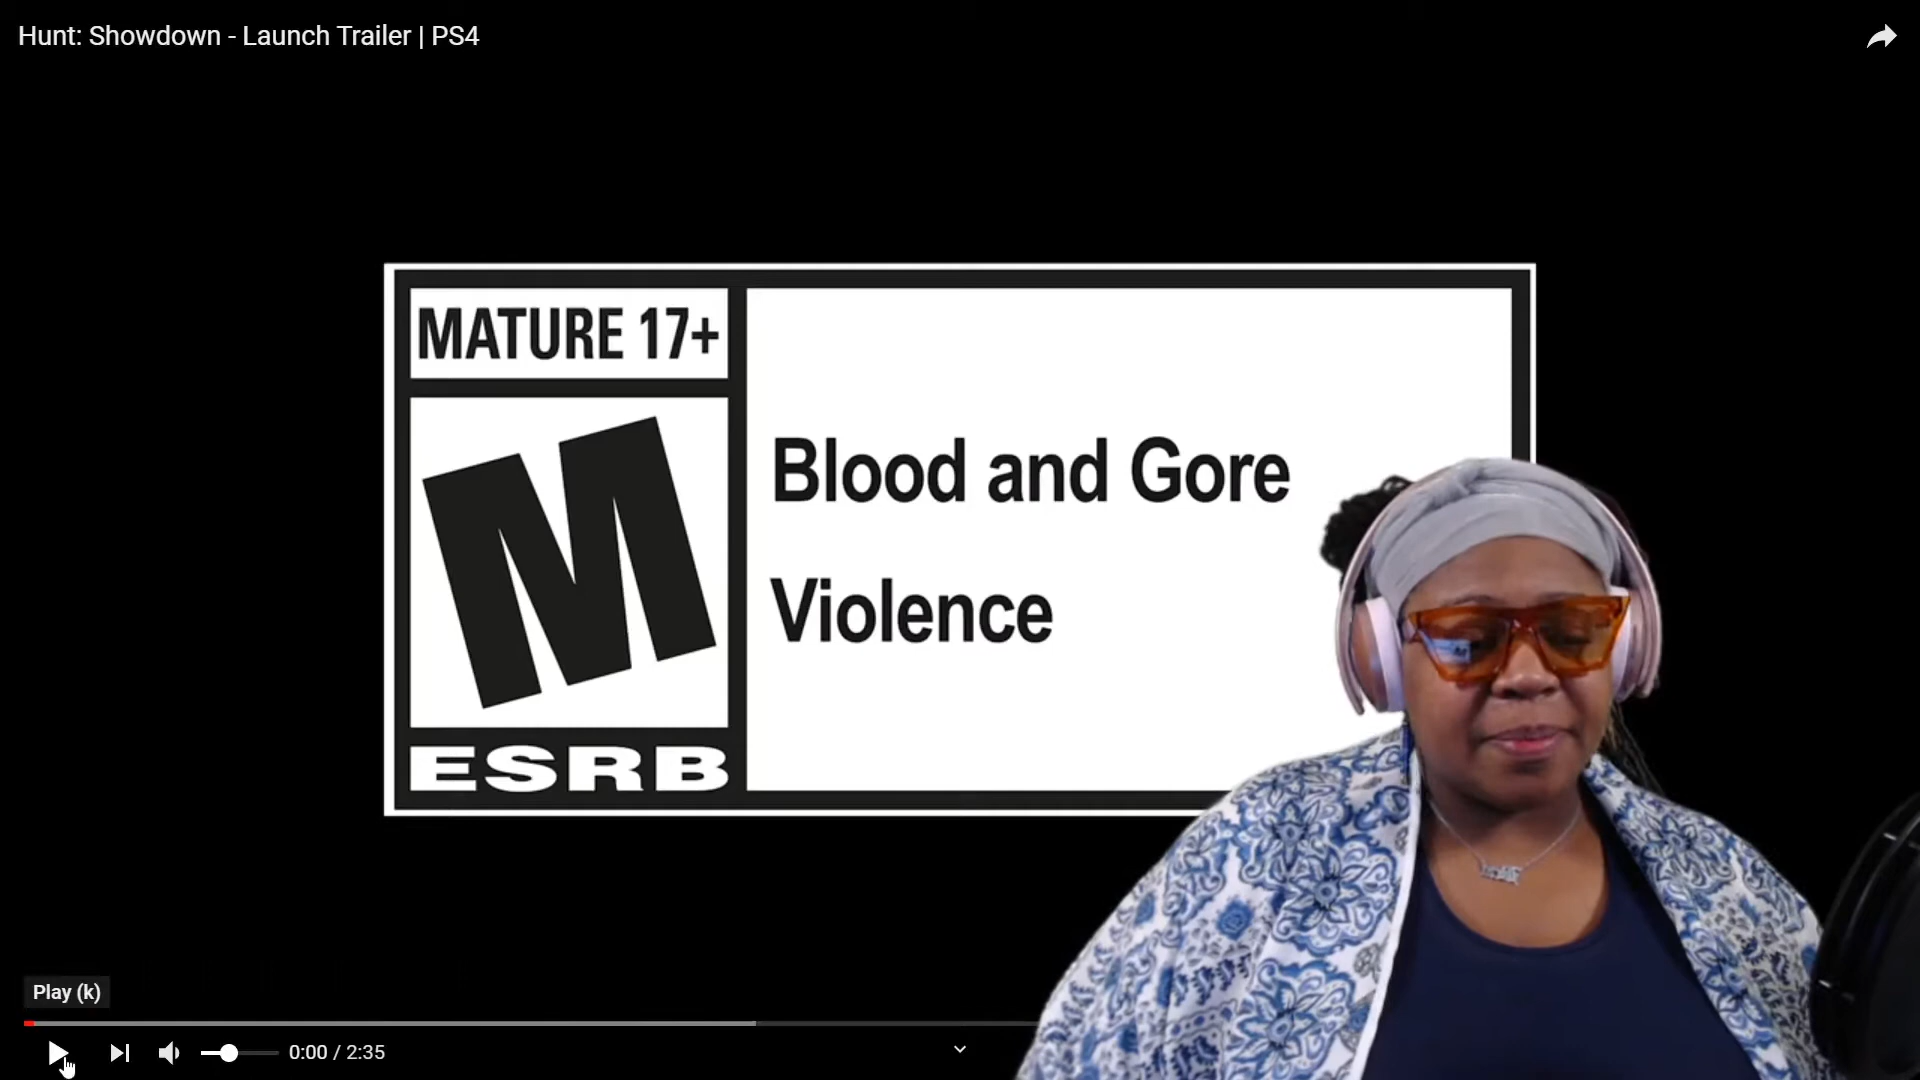 Hunt: Showdown - Launch Trailer | PS4
MATURE 17+
M
ESRB
Blood and Gore
Violence
Play (k)
0:00 / 2:35